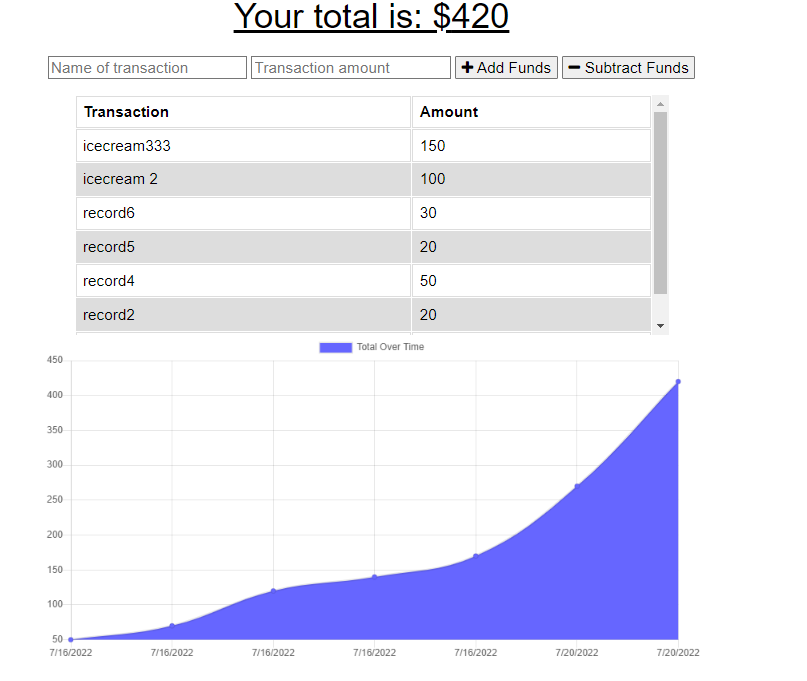 Your total is: $420
Name of transaction Transaction amount + Add Funds − Subtract Funds
Transaction Amount
icecream333 150
icecream 2 100
record6 30
record5 20
record4 50
record2 20
Total Over Time
450
400
350
300
250
200
150
100
50
7/16/2022 7/16/2022 7/16/2022 7/16/2022 7/16/2022 7/20/2022 7/20/2022